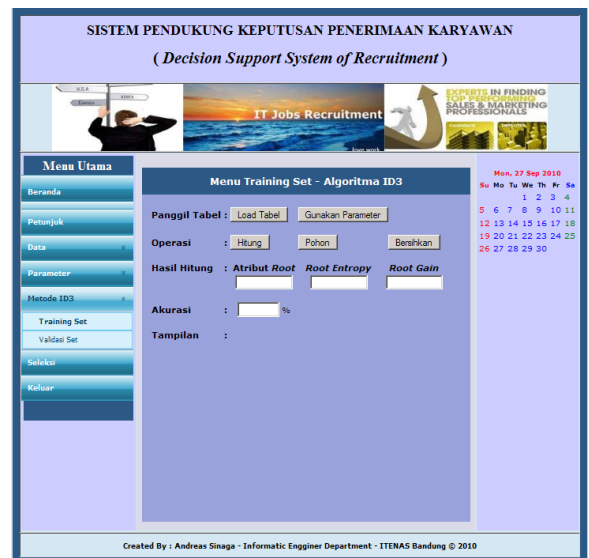 SISTEM PENDUKUNG KEPUTUSAN PENERIMAAN KARYAWAN
( Decision Support System of Recruitment )
U.S.A
KOREA
Canada
IT Jobs Recruitment
love work
EXPERTS IN FINDING
TOP PERFORMING
SALES & MARKETING
PROFESSIONALS
Menu Utama
Beranda
Petunjuk
Data
Parameter
Metode ID3
Training Set
Validasi Set
Seleksi
Keluar
Menu Training Set - Algoritma ID3
Panggil Tabel : Load Tabel Gunakan Parameter
Operasi : Hitung Pohon Bersihkan
Hasil Hitung : Atribut Root Root Entropy Root Gain
Akurasi : %
Tampilan :
Mon, 27 Sep 2010
Su Mo Tu We Th Fr Sa
1 2 3 4
5 6 7 8 9 10 11
12 13 14 15 16 17 18
19 20 21 22 23 24 25
26 27 28 29 30
Created By : Andreas Sinaga - Informatic Engginer Department - ITENAS Bandung © 2010